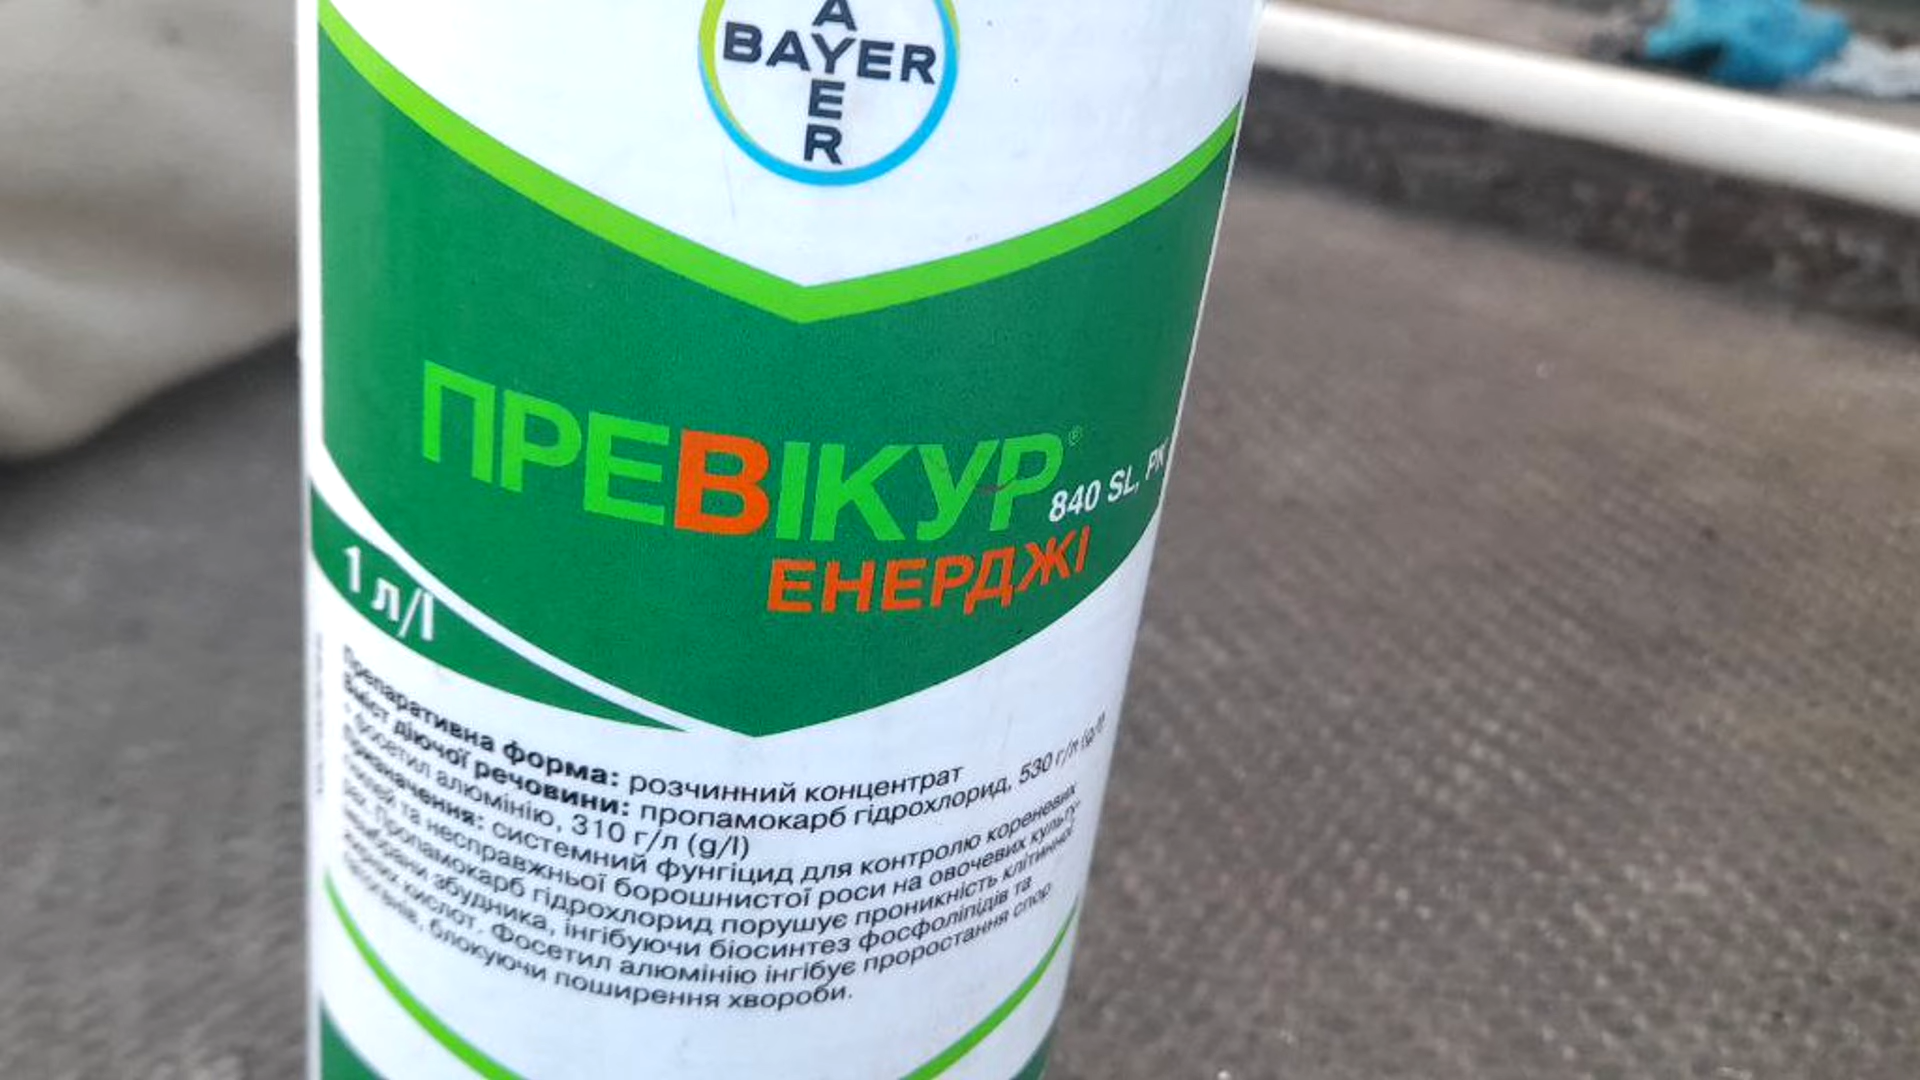 BAYER
BAYER
ПРЕВІКУР®
840 SL, РК
ЕНЕРДЖІ
1 л/l
Препаративна форма: розчинний концентрат
Вміст діючої речовини: пропамокарб гідрохлорид, 530 г/л (g/l)
+ фосетил алюмінію, 310 г/л (g/l)
Призначення: системний фунгіцид для контролю кореневих
гнилей та несправжньої борошнистої роси на овочевих культу-
рах. Пропамокарб гідрохлорид порушує проникність клітинної
мембрани збудника, інгібуючи біосинтез фосфоліпідів та
жирних кислот. Фосетил алюмінію інгібує проростання спор
патогенів, блокуючи поширення хвороби.